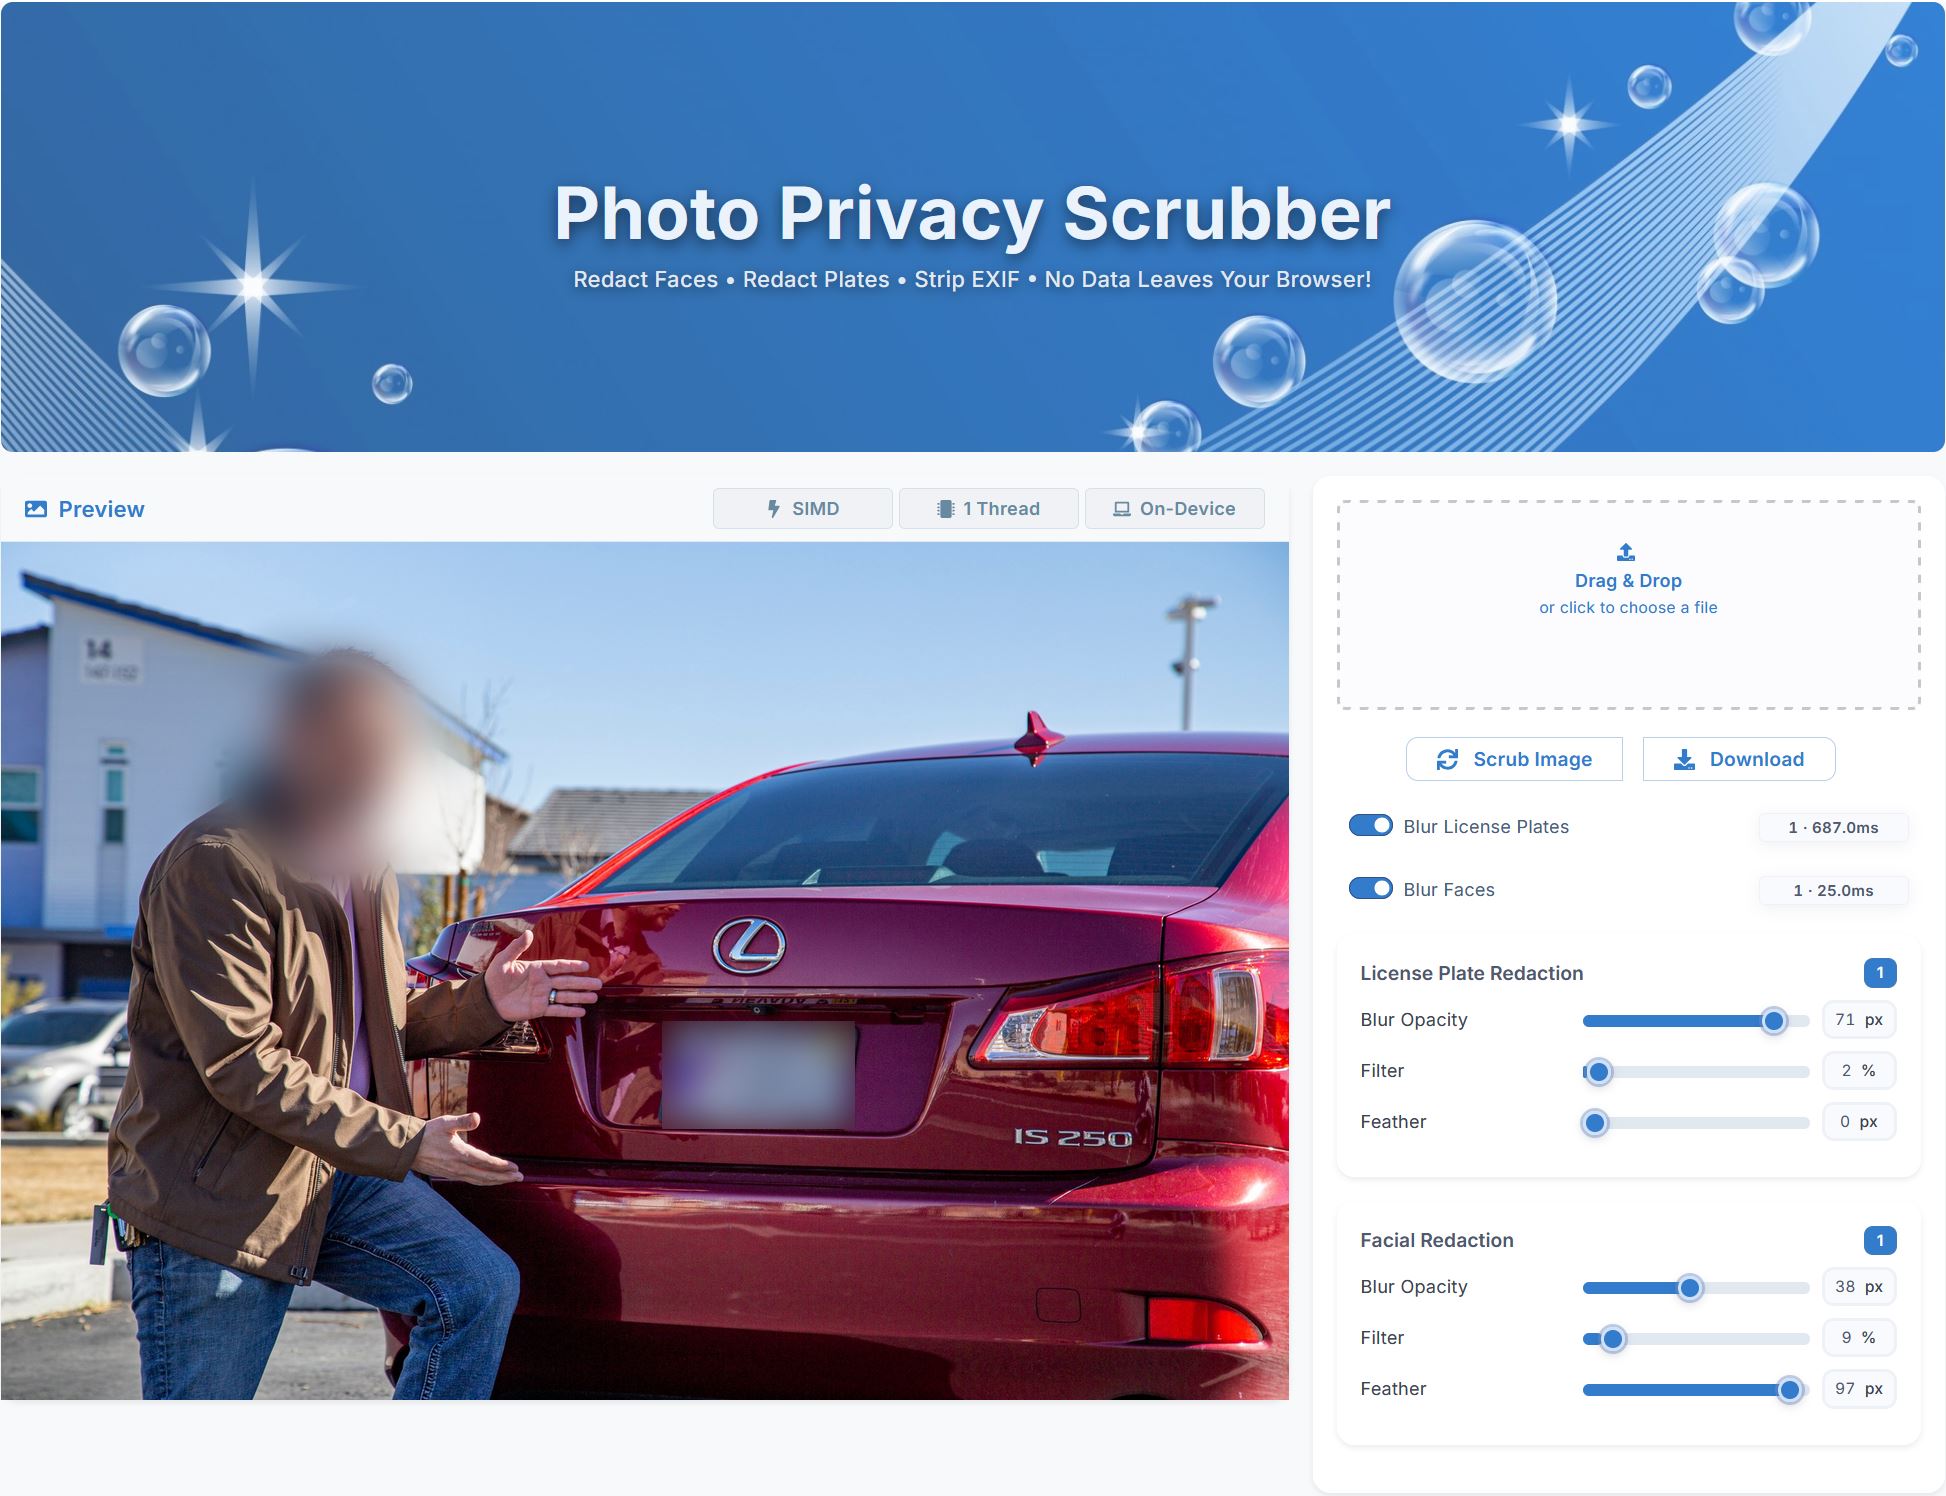 Photo Privacy Scrubber
Redact Faces • Redact Plates • Strip EXIF • No Data Leaves Your Browser!
Preview
SIMD
1 Thread
On-Device
14
Drag & Drop
or click to choose a file
Scrub Image
Download
Blur License Plates
1 · 687.0ms
Blur Faces
1 · 25.0ms
License Plate Redaction
1
Blur Opacity
71 px
Filter
2 %
Feather
0 px
IS 250
Facial Redaction
1
Blur Opacity
38 px
Filter
9 %
Feather
97 px